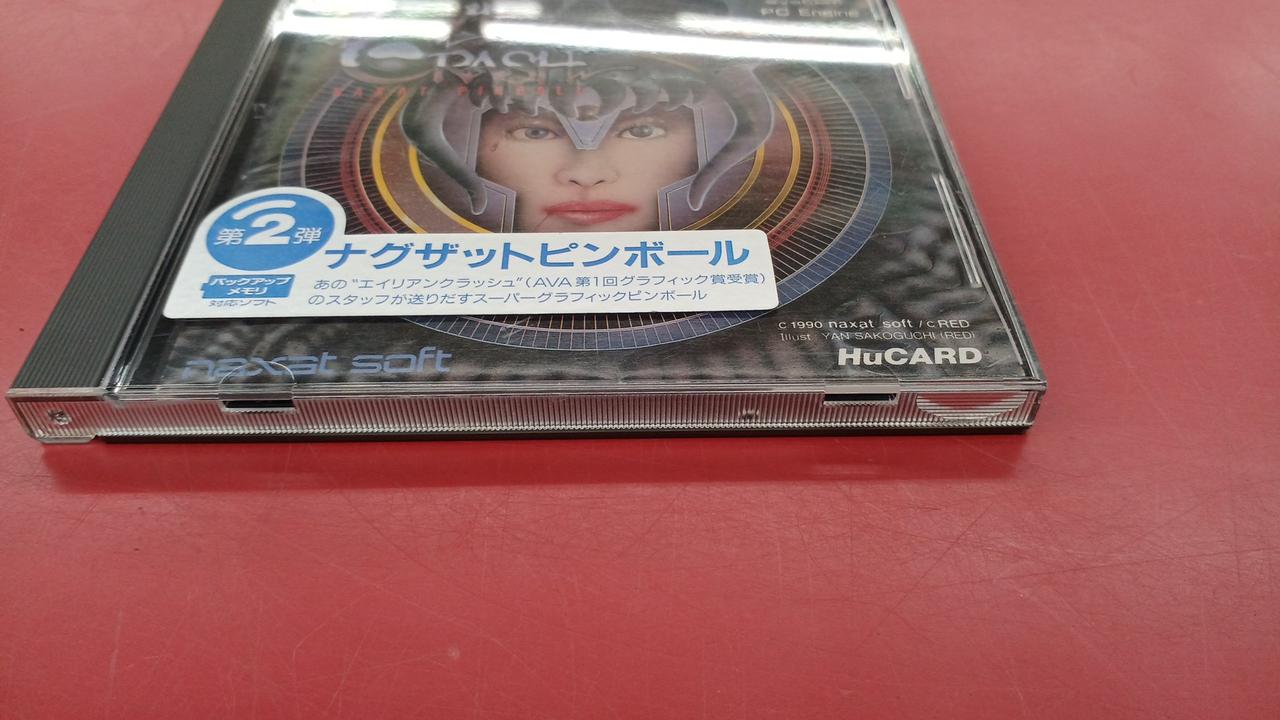 PC Engine
CRASH
NAXAT PINBALL
第2弾
ナグザットピンボール
バックアップ
メモリ
対応ソフト
あの"エイリアンクラッシュ"(AVA第1回グラフィック賞受賞)
のスタッフが送りだすスーパーグラフィックピンボール
C 1990 naxat soft / C RED
Illust YAN SAKOGUCHI (RED)
naxat soft
HuCARD